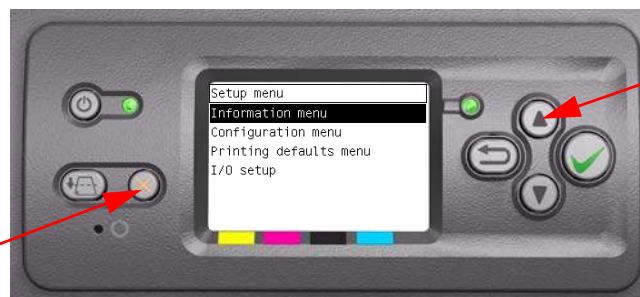 Setup menu
Information menu
Configuration menu
Printing defaults menu
I/O setup